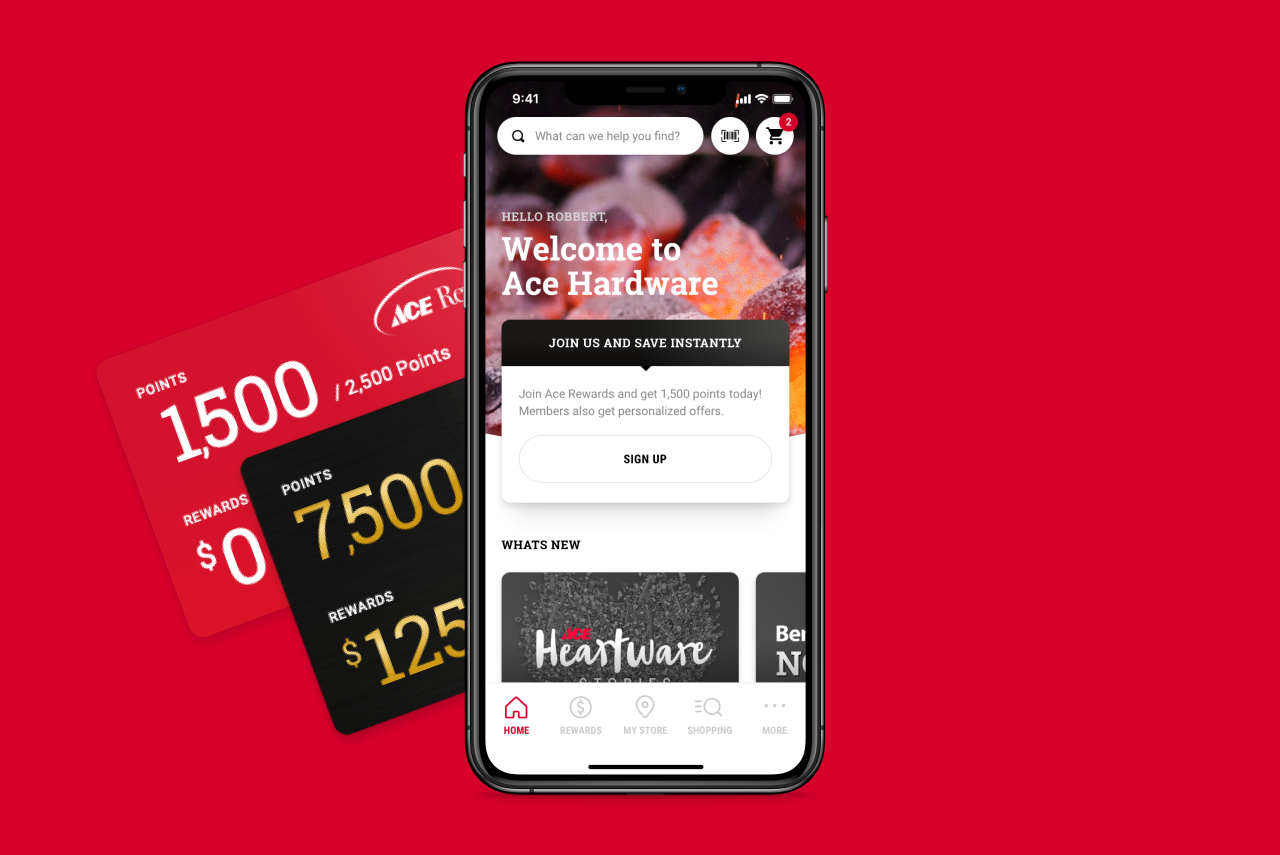 9:41
What can we help you find?
2
HELLO ROBBERT,
Welcome to
Ace Hardware
JOIN US AND SAVE INSTANTLY
Join Ace Rewards and get 1,500 points today!
Members also get personalized offers.
SIGN UP
WHATS NEW
ACE
Heartware
STORIES
HOME
REWARDS
MY STORE
SHOPPING
MORE
ACE
POINTS
1,500 / 2,500 Points
REWARDS
$0
POINTS
7,500
REWARDS
$125